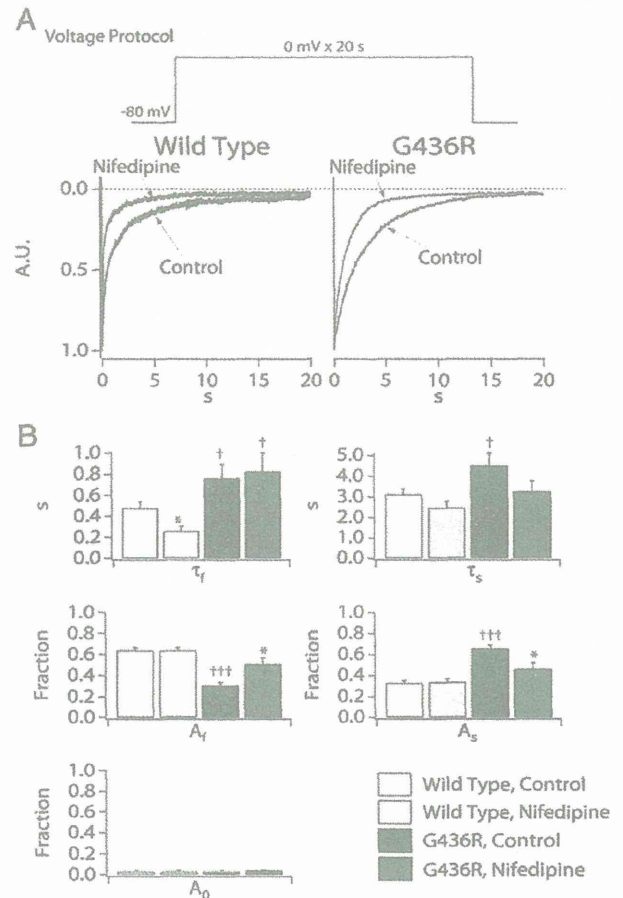 A
Voltage Protocol
0 mV x 20 s
-80 mV
Wild Type
G436R
Nifedipine
Nifedipine
0.0
0.5
1.0
A.U.
Control
Control
0 5 10 15 20
0 5 10 15 20
s
s
B
1.0
0.8
0.6
0.4
0.2
0.0
s
*
†
†
τf
5.0
4.0
3.0
2.0
1.0
0.0
s
†
τs
1.0
0.8
0.6
0.4
0.2
0.0
Fraction
†††
*
Af
1.0
0.8
0.6
0.4
0.2
0.0
Fraction
†††
*
As
1.0
0.8
0.6
0.4
0.2
0.0
Fraction
A0
Wild Type, Control
Wild Type, Nifedipine
G436R, Control
G436R, Nifedipine